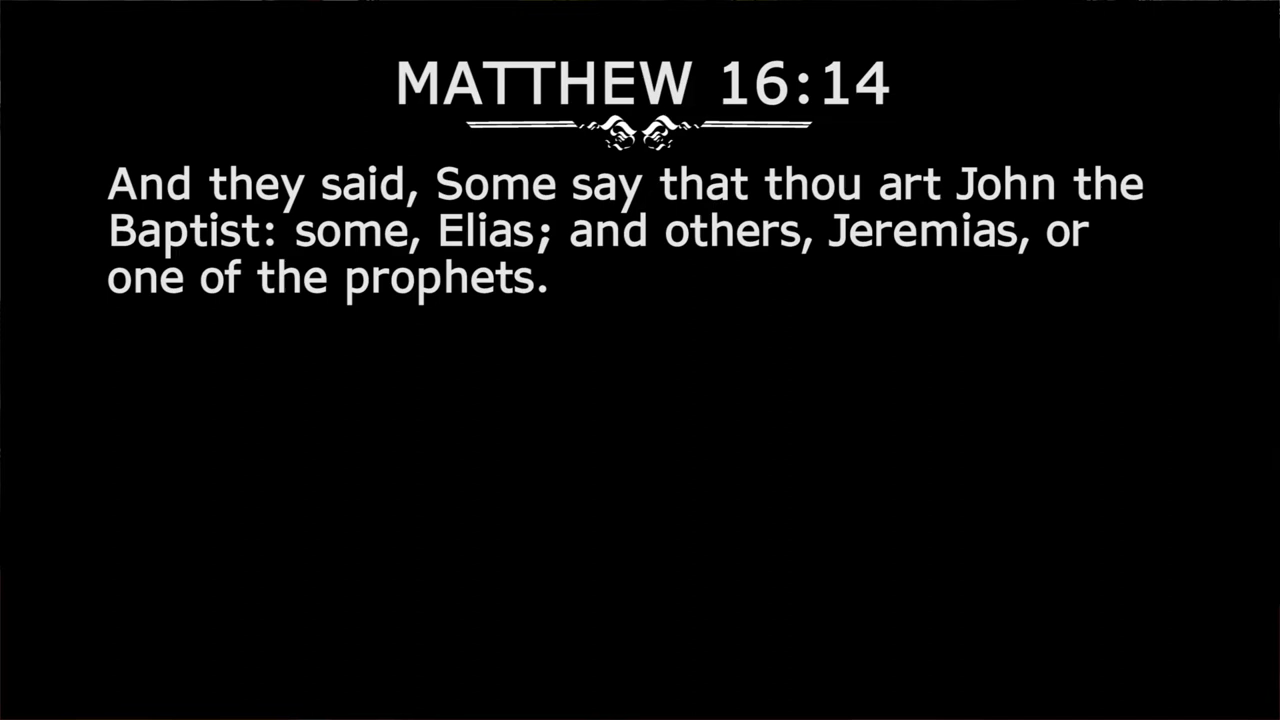 MATTHEW 16:14
And they said, Some say that thou art John the
Baptist: some, Elias; and others, Jeremias, or
one of the prophets.